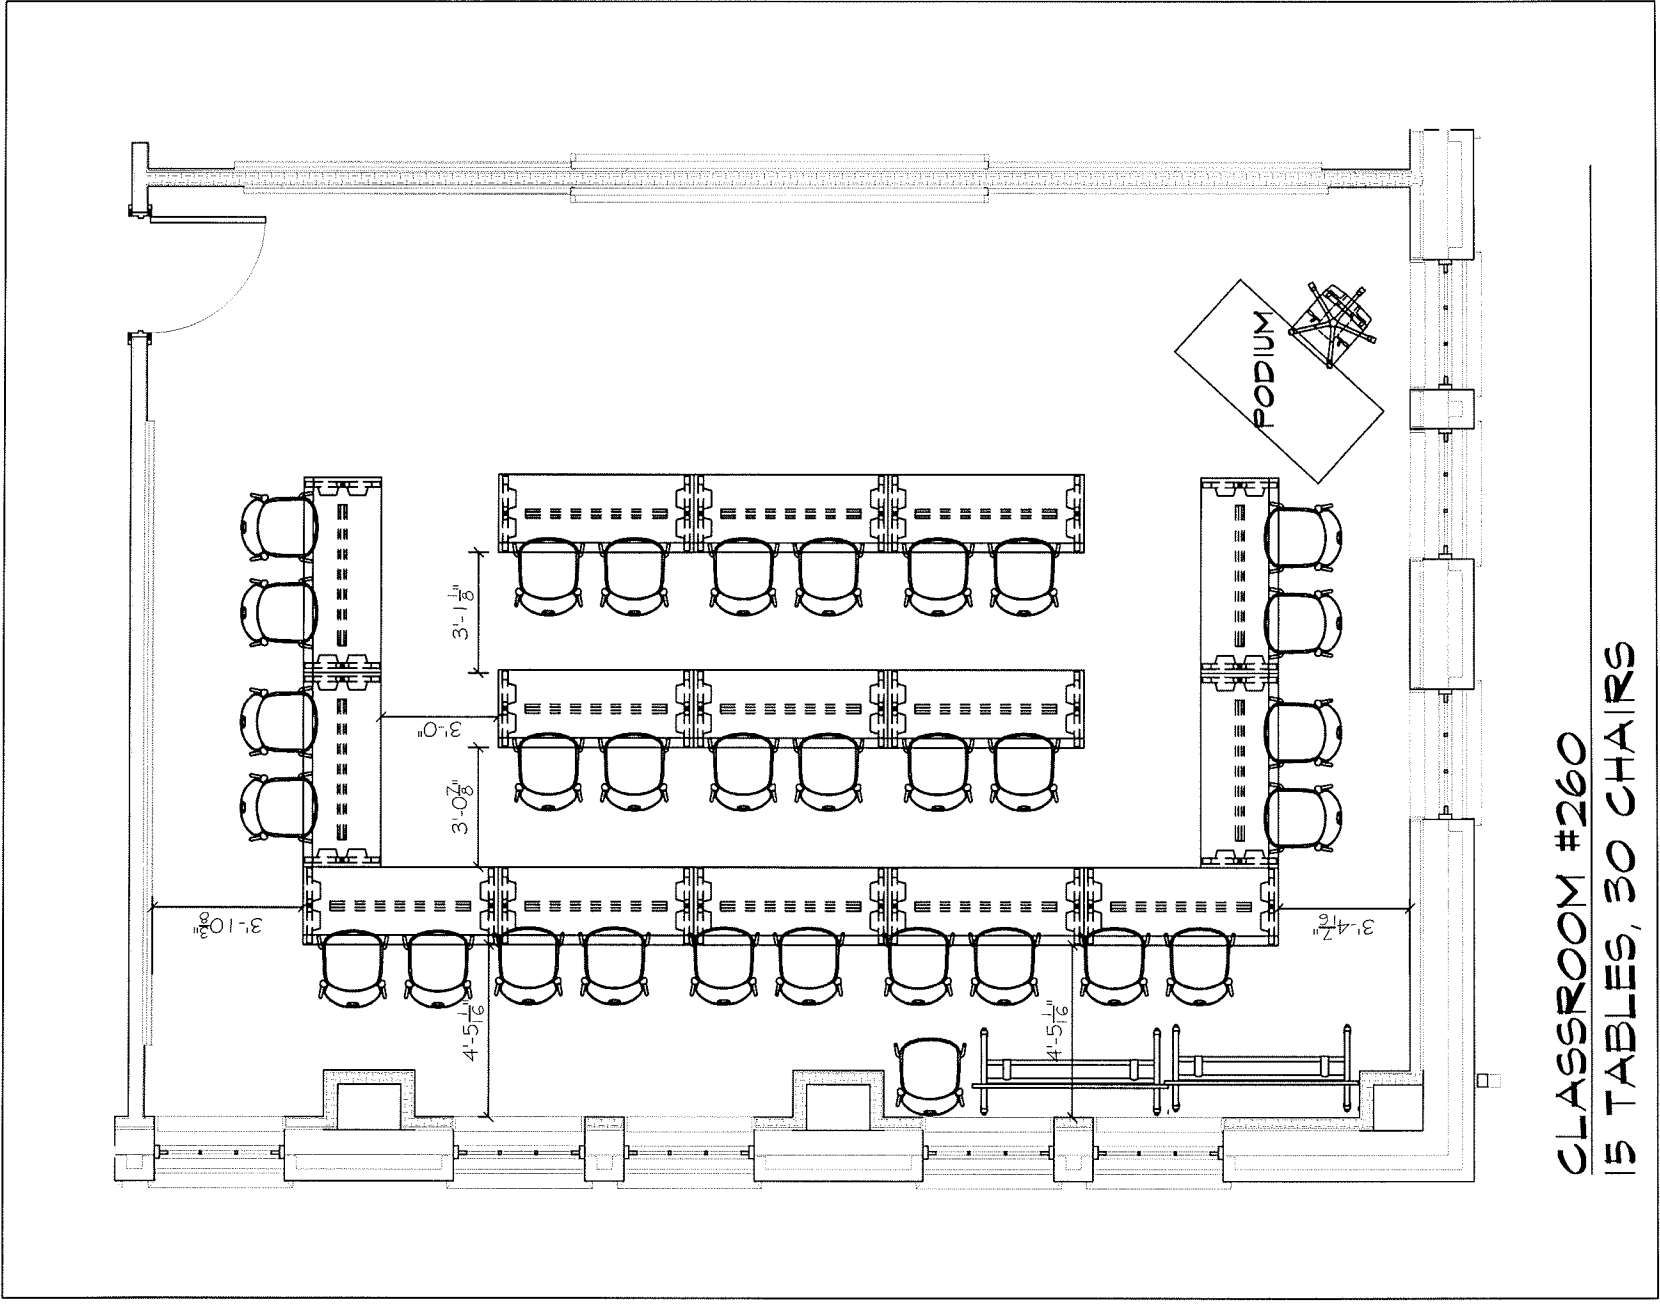 PODIUM
3'-1 1/8"
3'-0"
3'-0 7/8"
3'-10 3/8"
3'-4 7/16"
4'-5 1/16"
4'-5 1/16"
CLASSROOM #260
15 TABLES, 30 CHAIRS